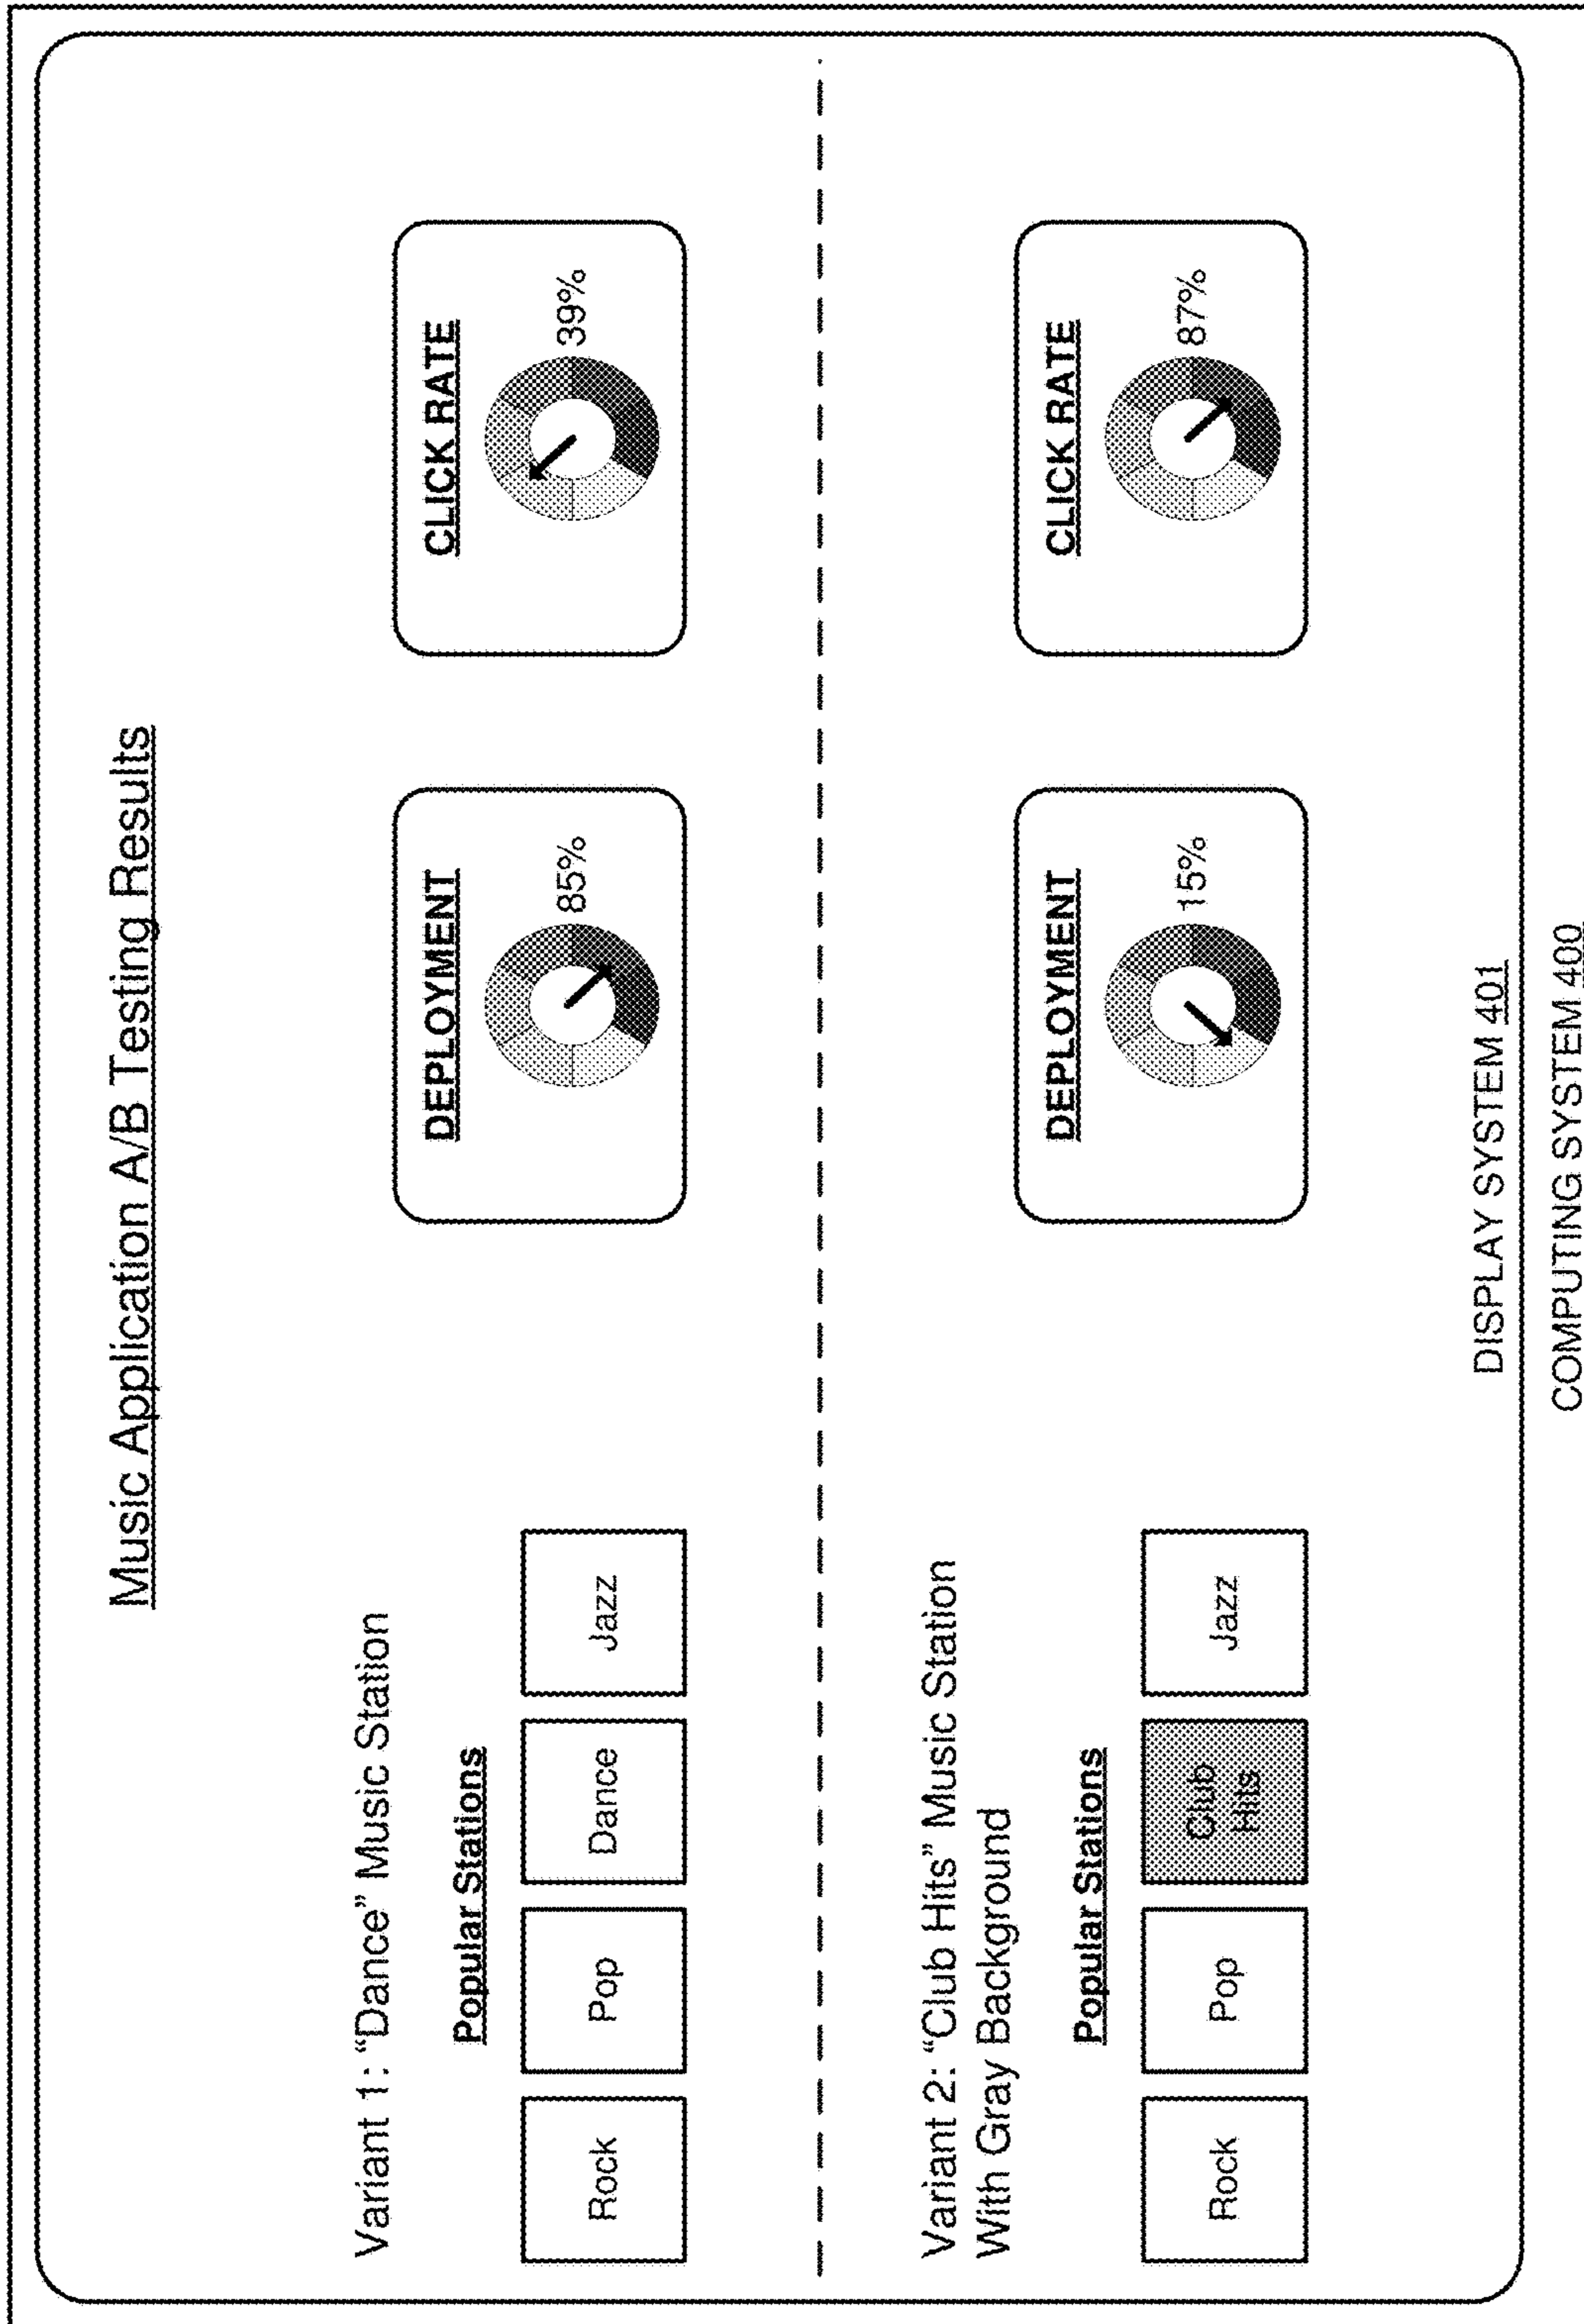 Music Application A/B Testing Results
Variant 1: “Dance” Music Station
Popular Stations
Rock
Pop
Dance
Jazz
DEPLOYMENT
85%
CLICK RATE
39%
Variant 2: “Club Hits” Music Station
With Gray Background
Popular Stations
Rock
Pop
Club
Hits
Jazz
DEPLOYMENT
15%
CLICK RATE
87%
DISPLAY SYSTEM 401
COMPUTING SYSTEM 400